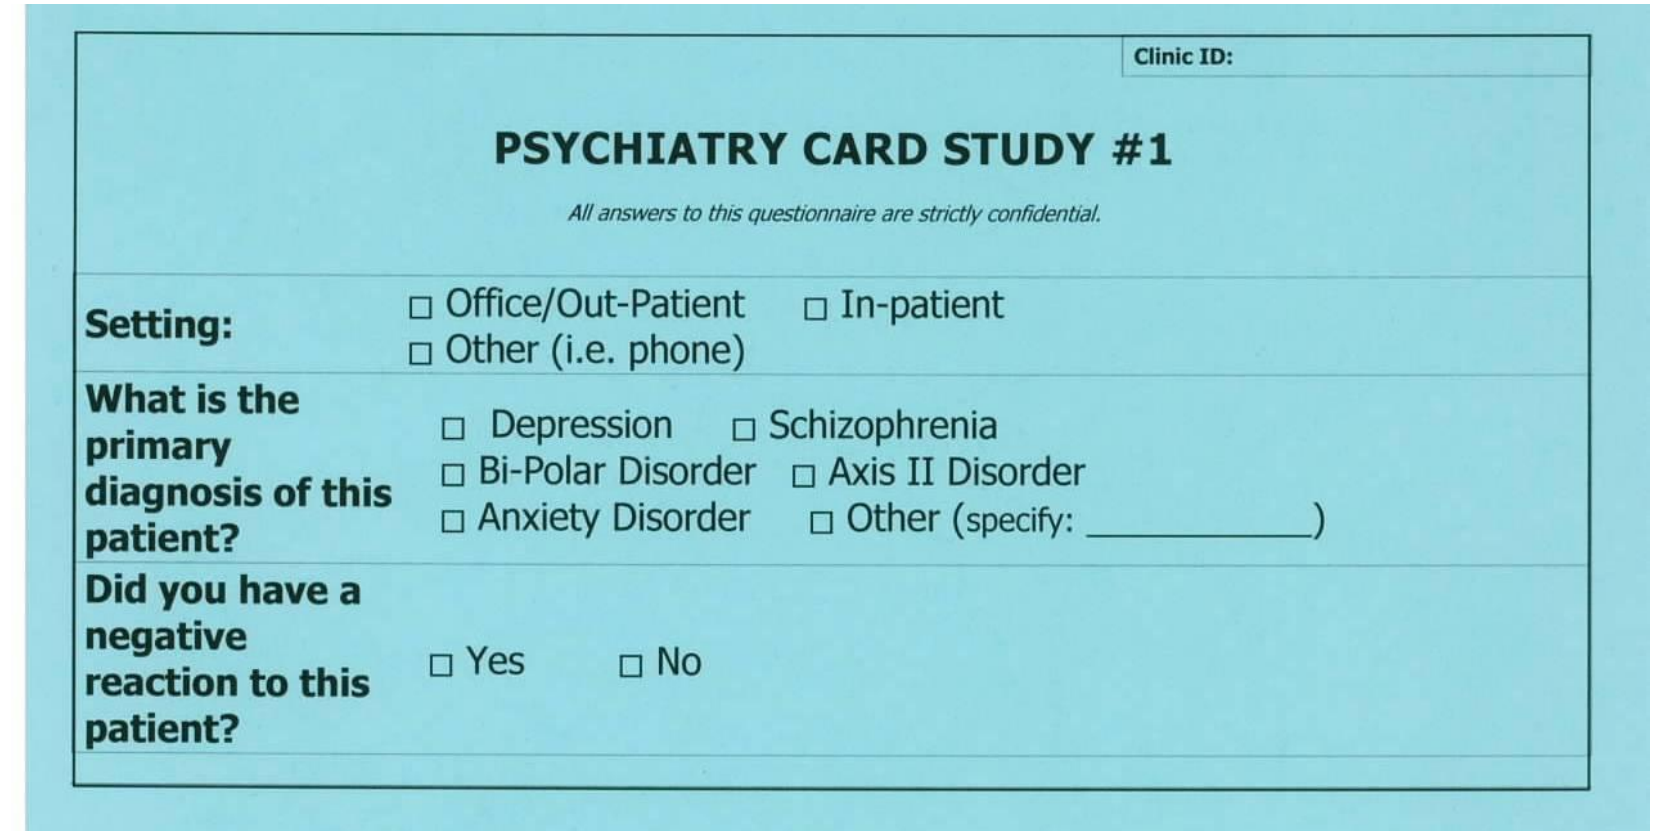 Clinic ID:
PSYCHIATRY CARD STUDY #1
All answers to this questionnaire are strictly confidential.
Setting:
□ Office/Out-Patient □ In-patient
□ Other (i.e. phone)
What is the
primary
diagnosis of this
patient?
□ Depression □ Schizophrenia
□ Bi-Polar Disorder □ Axis II Disorder
□ Anxiety Disorder □ Other (specify: ____________)
Did you have a
negative
reaction to this
patient?
□ Yes □ No